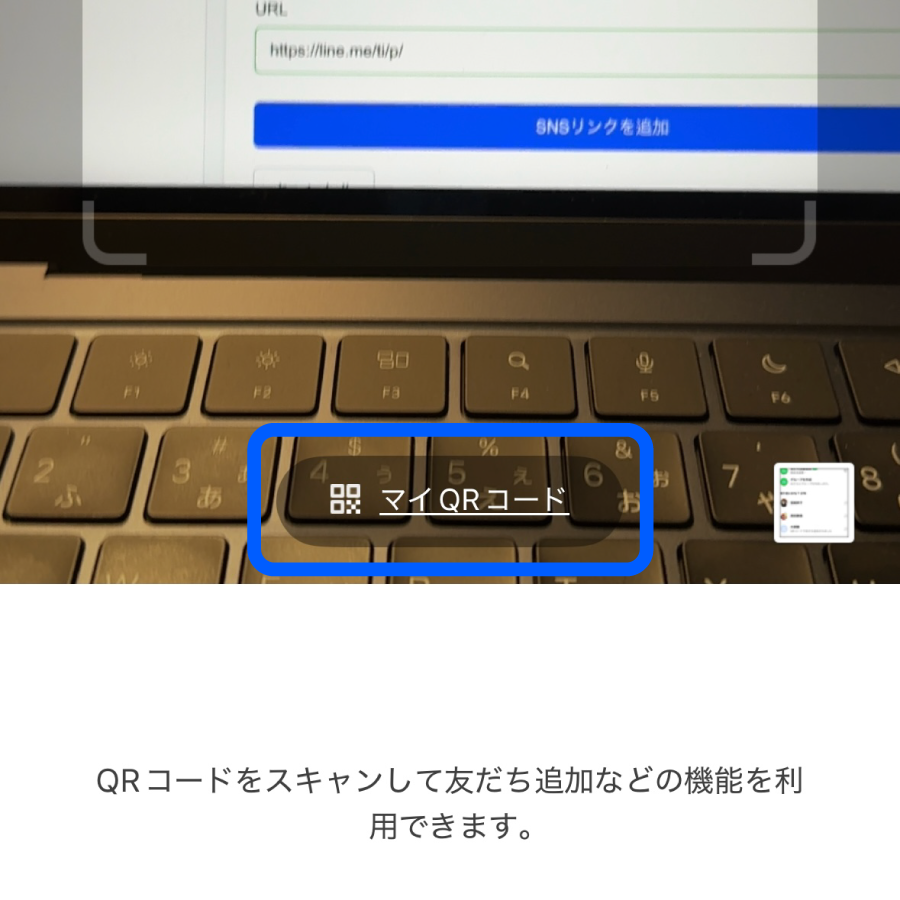 URL
https://line.me/ti/p/
SNSリンクを追加
F1
F2
F3
F4
F5
F6
" # $ % & '
2 3 4 5 6 7 8
ふ あ う え お や
マイQRコード
QRコードをスキャンして友だち追加などの機能を利
用できます。